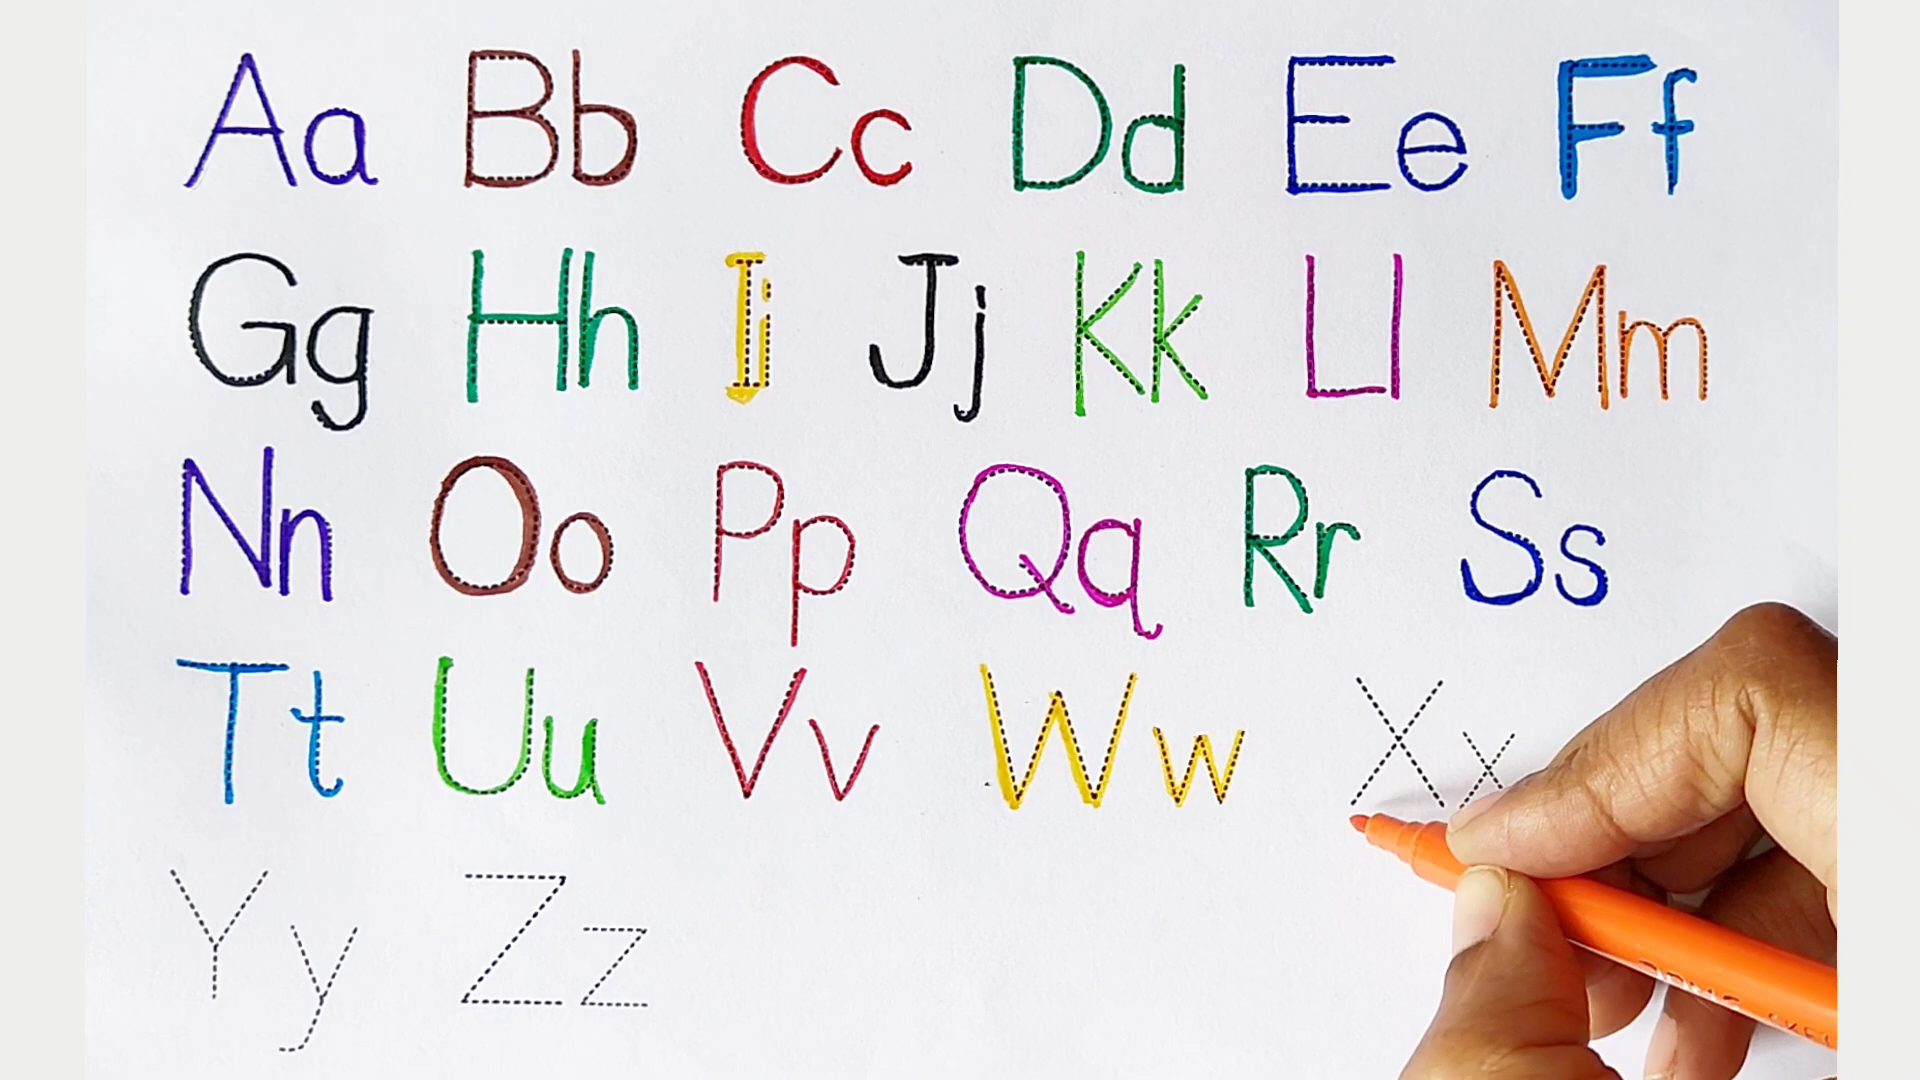 Aa Bb Cc Dd Ee Ff
Gg Hh Ii Jj Kk Ll Mm
Nn Oo Pp Qq Rr Ss
Tt Uu Vv Ww Xx
Yy Zz